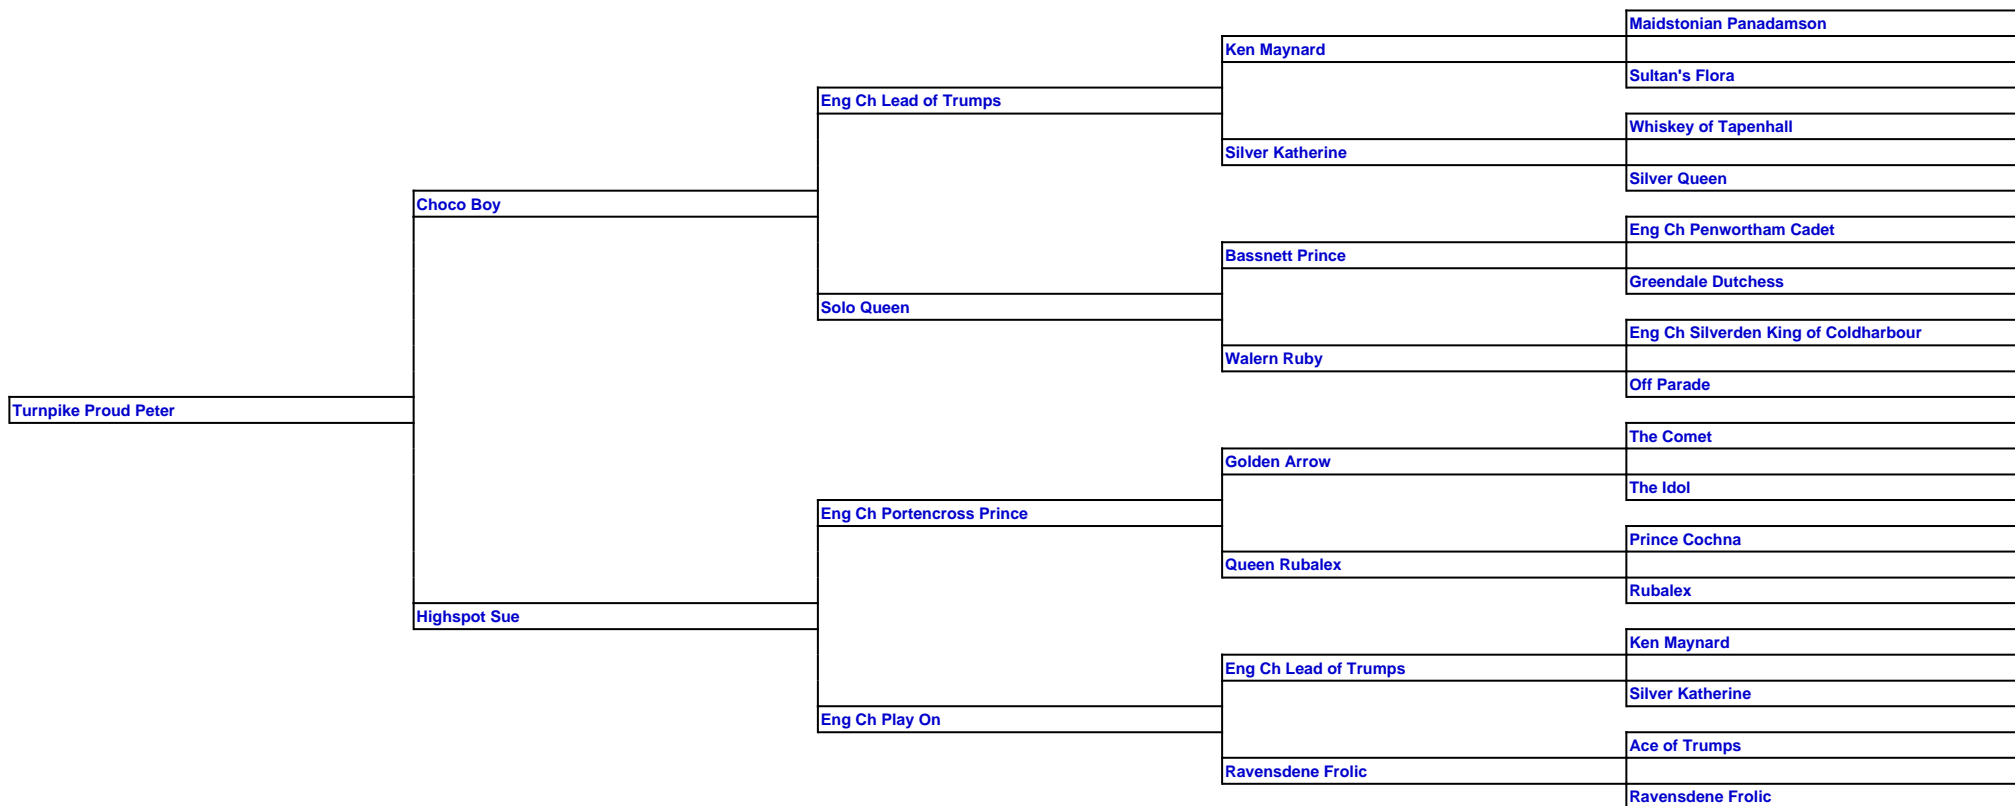 Maidstonian Panadamson
Ken Maynard
Sultan's Flora
Eng Ch Lead of Trumps
Whiskey of Tapenhall
Silver Katherine
Silver Queen
Choco Boy
Eng Ch Penwortham Cadet
Bassnett Prince
Greendale Dutchess
Solo Queen
Eng Ch Silverden King of Coldharbour
Walern Ruby
Off Parade
Turnpike Proud Peter
The Comet
Golden Arrow
The Idol
Eng Ch Portencross Prince
Prince Cochna
Queen Rubalex
Rubalex
Highspot Sue
Ken Maynard
Eng Ch Lead of Trumps
Silver Katherine
Eng Ch Play On
Ace of Trumps
Ravensdene Frolic
Ravensdene Frolic